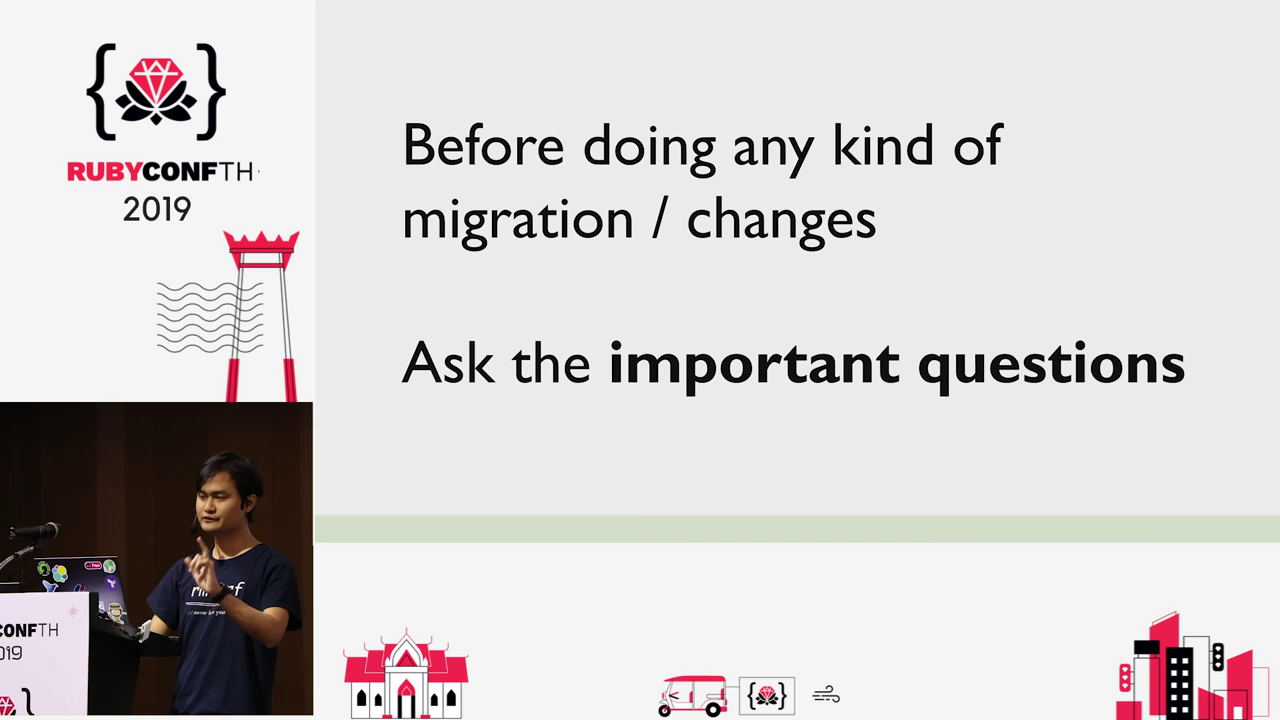 RUBYCONFTH
2019
Before doing any kind of
migration / changes
Ask the important questions
CONFTH
019